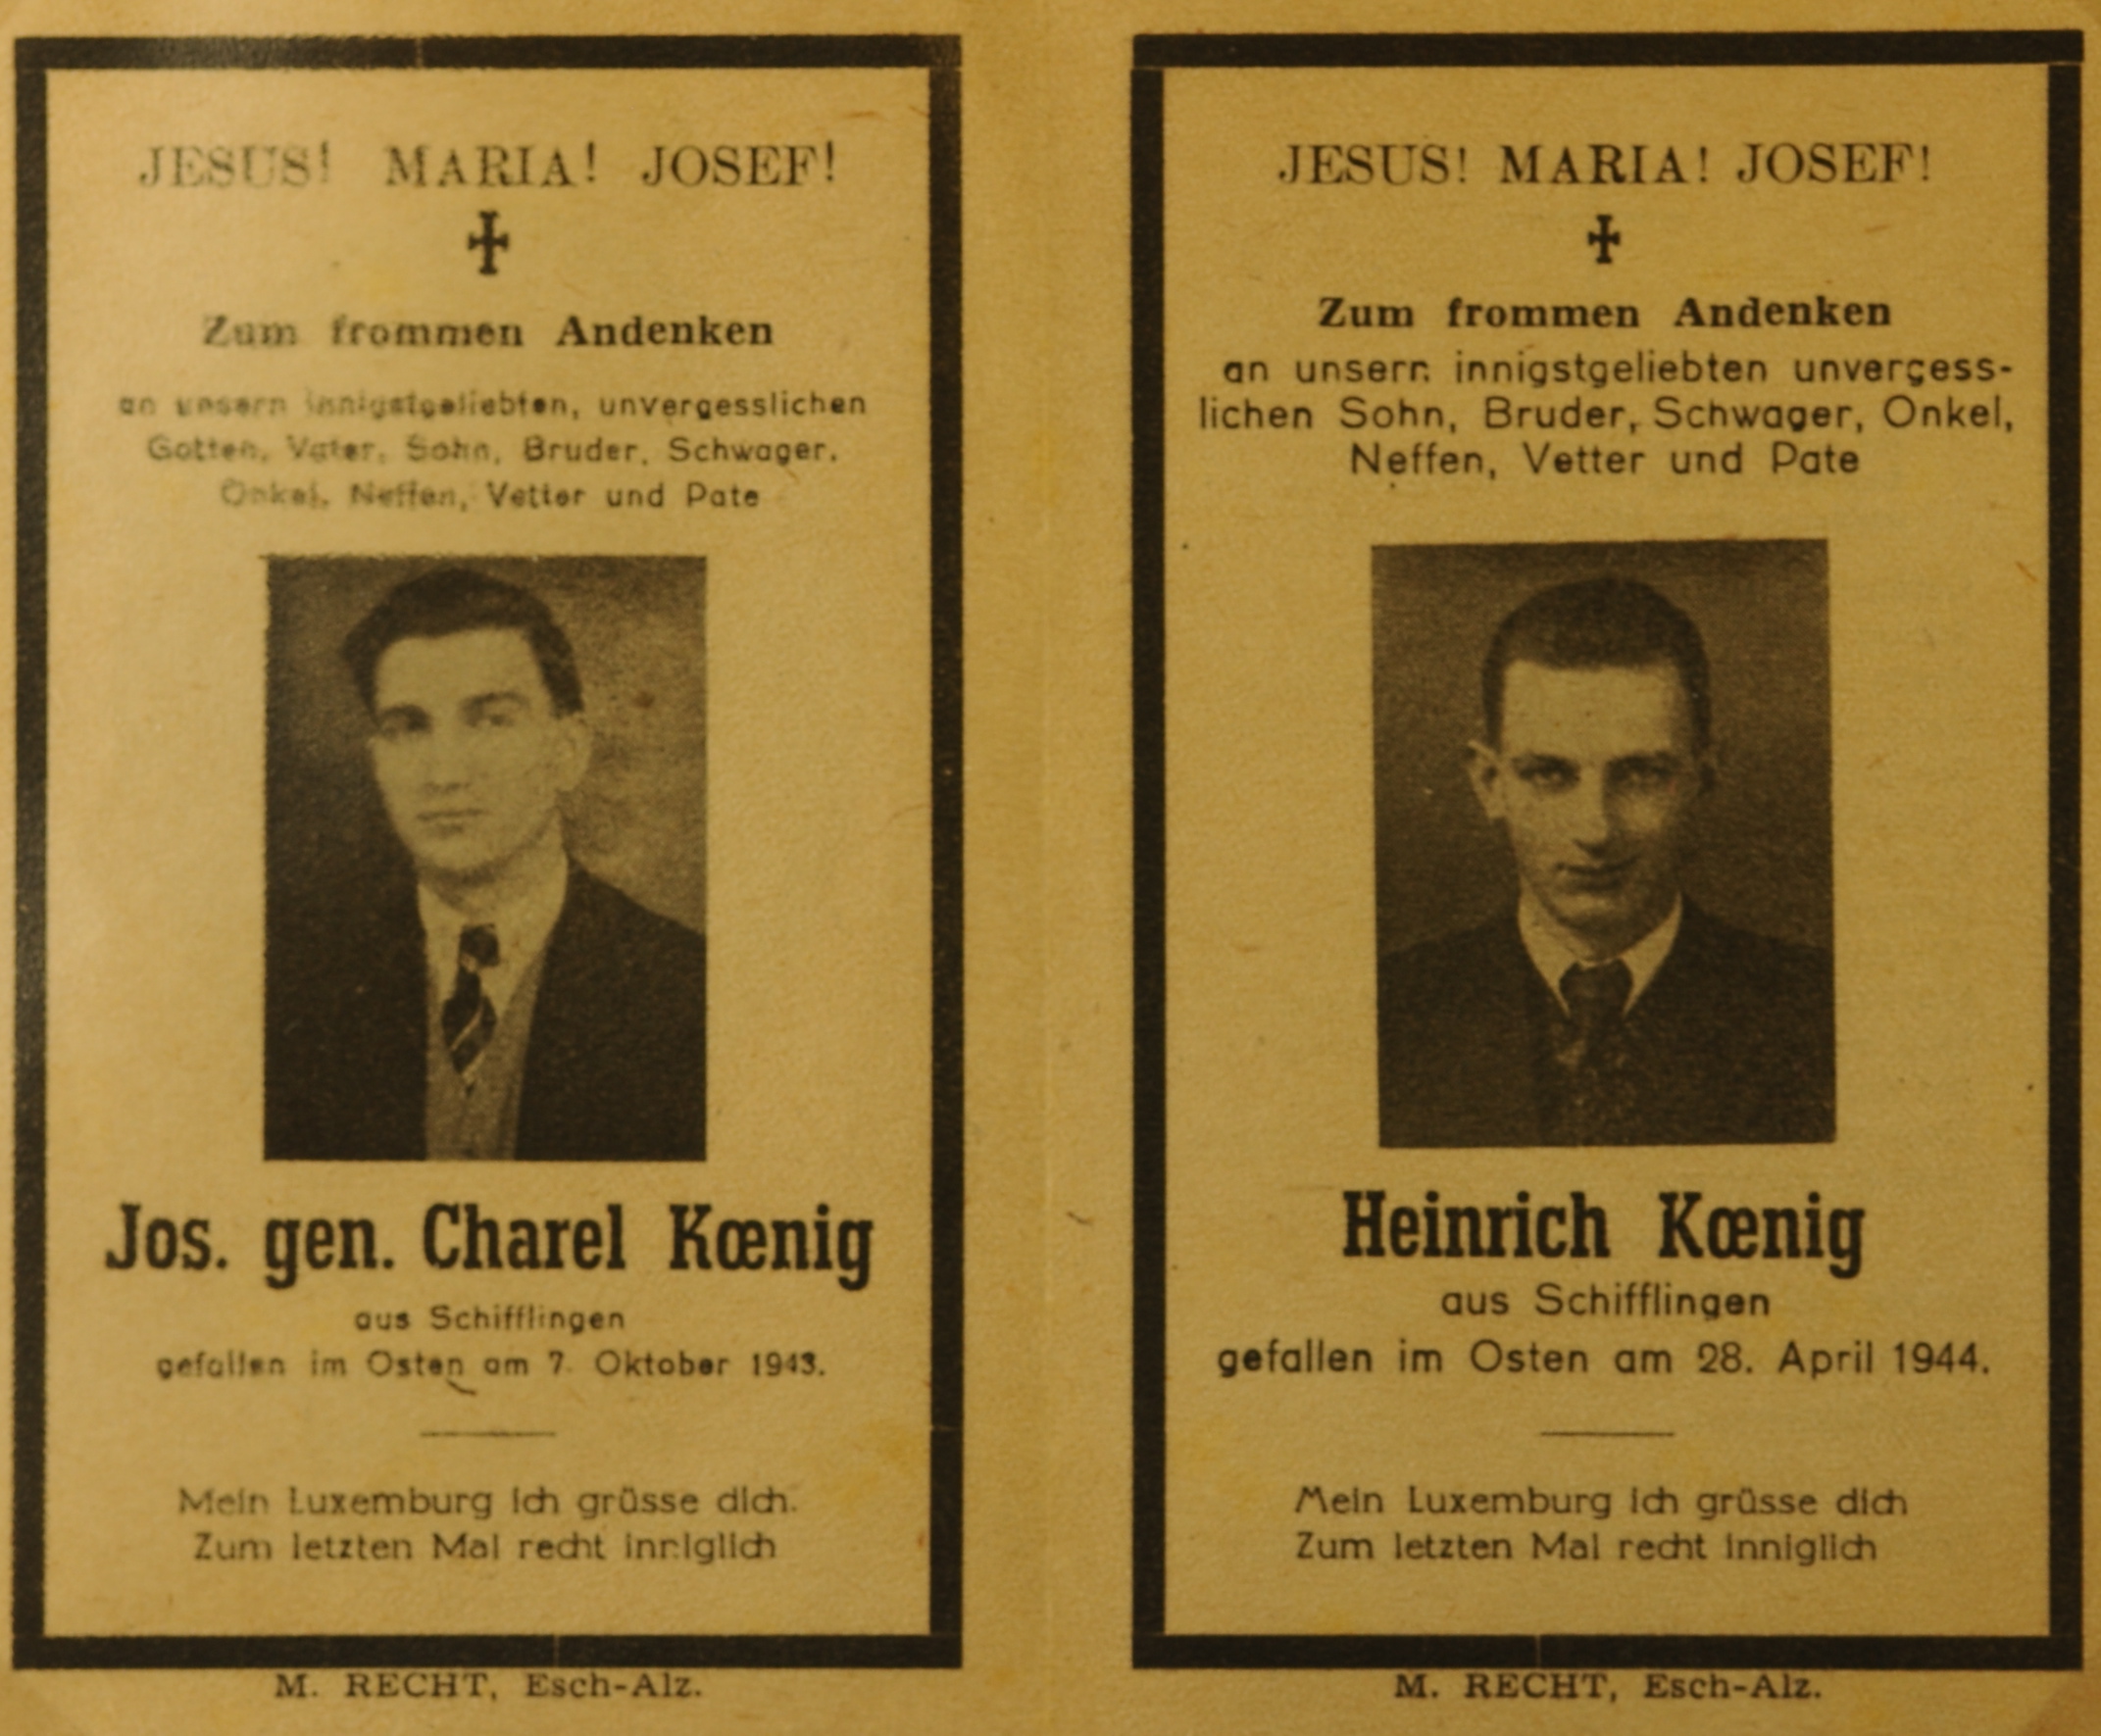 JESUS! MARIA! JOSEF!
Zum frommen Andenken
an unsern innigstgeliebten, unvergesslichen
Gatten, Vater, Sohn, Bruder, Schwager,
Onkel, Neffen, Vetter und Pate
Jos. gen. Charel Kœnig
aus Schifflingen
gefallen im Osten am 7. Oktober 1943.
Mein Luxemburg ich grüsse dich.
Zum letzten Mal recht inniglich
M. RECHT, Esch-Alz.
JESUS! MARIA! JOSEF!
Zum frommen Andenken
an unsern innigstgeliebten unvergess-
lichen Sohn, Bruder, Schwager, Onkel,
Neffen, Vetter und Pate
Heinrich Kœnig
aus Schifflingen
gefallen im Osten am 28. April 1944.
Mein Luxemburg ich grüsse dich
Zum letzten Mal recht inniglich
M. RECHT, Esch-Alz.